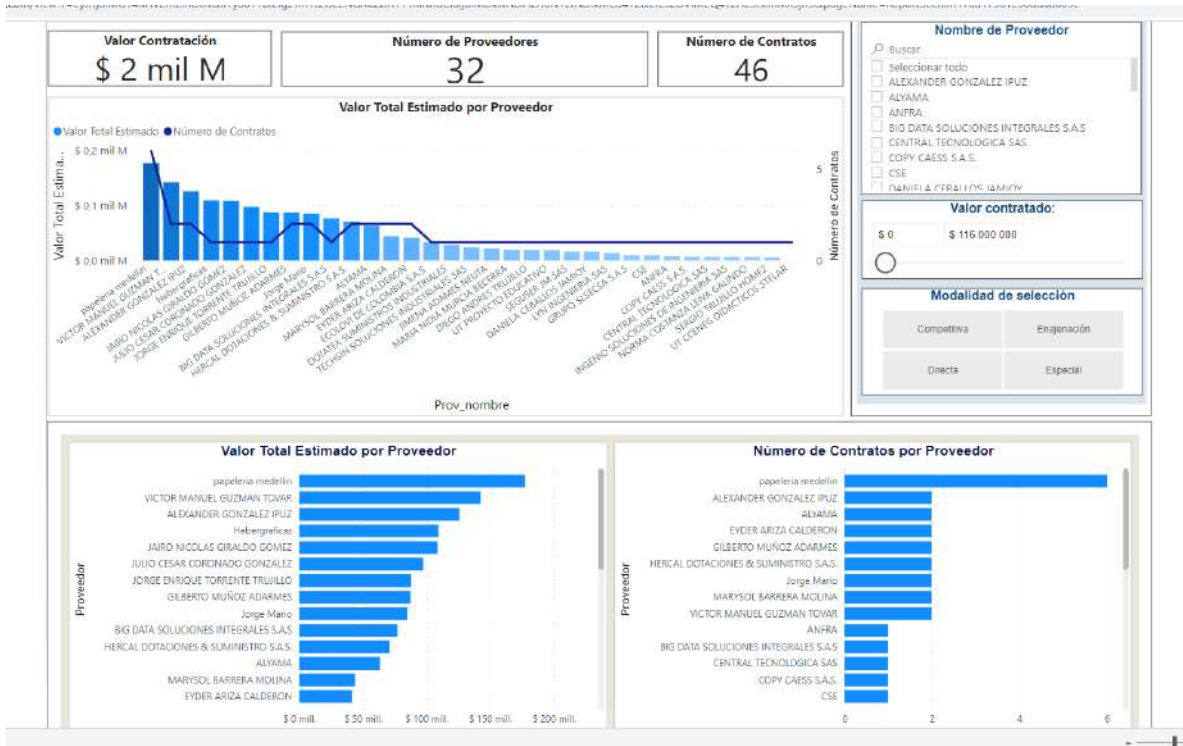 Valor Contratación
$ 2 mil M
Número de Proveedores
32
Número de Contratos
46
Nombre de Proveedor
Buscar
Seleccionar todo
ALEXANDER GONZALEZ IPUZ
ALYAMA
ANFRA
BIG DATA SOLUCIONES INTEGRALES S.A.S
CENTRAL TECNOLOGICA SAS
COPY CAESS S.A.S.
CSE
DANIELA CEBALLOS JAMIOY
Valor contratado:
$ 0
$ 116.000.000
Modalidad de selección
Competitiva
Enajenación
Directa
Especial
Valor Total Estimado por Proveedor
Valor Total Estimado
Número de Contratos
Valor Total Estima...
$ 0,2 mil M
$ 0,1 mil M
$ 0,0 mil M
5
0
Número de Contratos
papeleria medellin
VICTOR MANUEL GUZMAN T...
ALEXANDER GONZALEZ IPUZ
Hebergraficas
JAIRO NICOLAS GIRALDO GOMEZ
JULIO CESAR CORONADO GONZALEZ
JORGE ENRIQUE TORRENTE TRUJILLO
GILBERTO MUÑOZ ADARMES
Jorge Mario
BIG DATA SOLUCIONES INTEGRALES S.A.S
HERCAL DOTACIONES & SUMINISTRO S.A.S.
ALYAMA
MARYSOL BARRERA MOLINA
EYDER ARIZA CALDERON
ECOLOVI DE COLOMBIA S.A.S
DOTATEX SUMINISTROS INDUSTRIALES
TECHSIN SOLUCIONES INDUSTRIALES SAS
JIMENA ADAMES NEUTA
MARIA NIDIA MURCIA BECERRA
DIEGO ANDRES TRUJILLO
UT PROYECTO EDUCATIVO
CEGUSER JM SAS
DANIELA CEBALLOS JAMIOY
LYN INGENIERIA SAS
GRUPO SESECSA S.A.S
CSE
ANFRA
COPY CAESS S.A.S.
CENTRAL TECNOLOGICA SAS
INGENIO SOLUCIONES DE INGENIERIA SAS
NORMA COSTANZA LEIVA GALINDO
SERGIO TRUJILLO HOMEZ
UT CCENEG DIDACTICOS STELAR
Prov_nombre
Valor Total Estimado por Proveedor
Proveedor
papeleria medellin
VICTOR MANUEL GUZMAN TOVAR
ALEXANDER GONZALEZ IPUZ
Hebergraficas
JAIRO NICOLAS GIRALDO GOMEZ
JULIO CESAR CORONADO GONZALEZ
JORGE ENRIQUE TORRENTE TRUJILLO
GILBERTO MUÑOZ ADARMES
Jorge Mario
BIG DATA SOLUCIONES INTEGRALES S.A.S
HERCAL DOTACIONES & SUMINISTRO S.A.S.
ALYAMA
MARYSOL BARRERA MOLINA
EYDER ARIZA CALDERON
$ 0 mill. $ 50 mill. $ 100 mill. $ 150 mill. $ 200 mill.
Número de Contratos por Proveedor
Proveedor
papeleria medellin
ALEXANDER GONZALEZ IPUZ
ALYAMA
EYDER ARIZA CALDERON
GILBERTO MUÑOZ ADARMES
HERCAL DOTACIONES & SUMINISTRO S.A.S.
Jorge Mario
MARYSOL BARRERA MOLINA
VICTOR MANUEL GUZMAN TOVAR
ANFRA
BIG DATA SOLUCIONES INTEGRALES S.A.S
CENTRAL TECNOLOGICA SAS
COPY CAESS S.A.S.
CSE
0 2 4 6